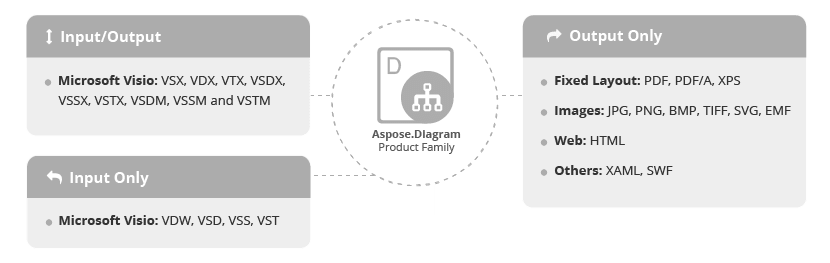 Input/Output
Microsoft Visio: VSX, VDX, VTX, VSDX,
VSSX, VSTX, VSDM, VSSM and VSTM
Input Only
Microsoft Visio: VDW, VSD, VSS, VST
D
Aspose.Diagram
Product Family
Output Only
Fixed Layout: PDF, PDF/A, XPS
Images: JPG, PNG, BMP, TIFF, SVG, EMF
Web: HTML
Others: XAML, SWF